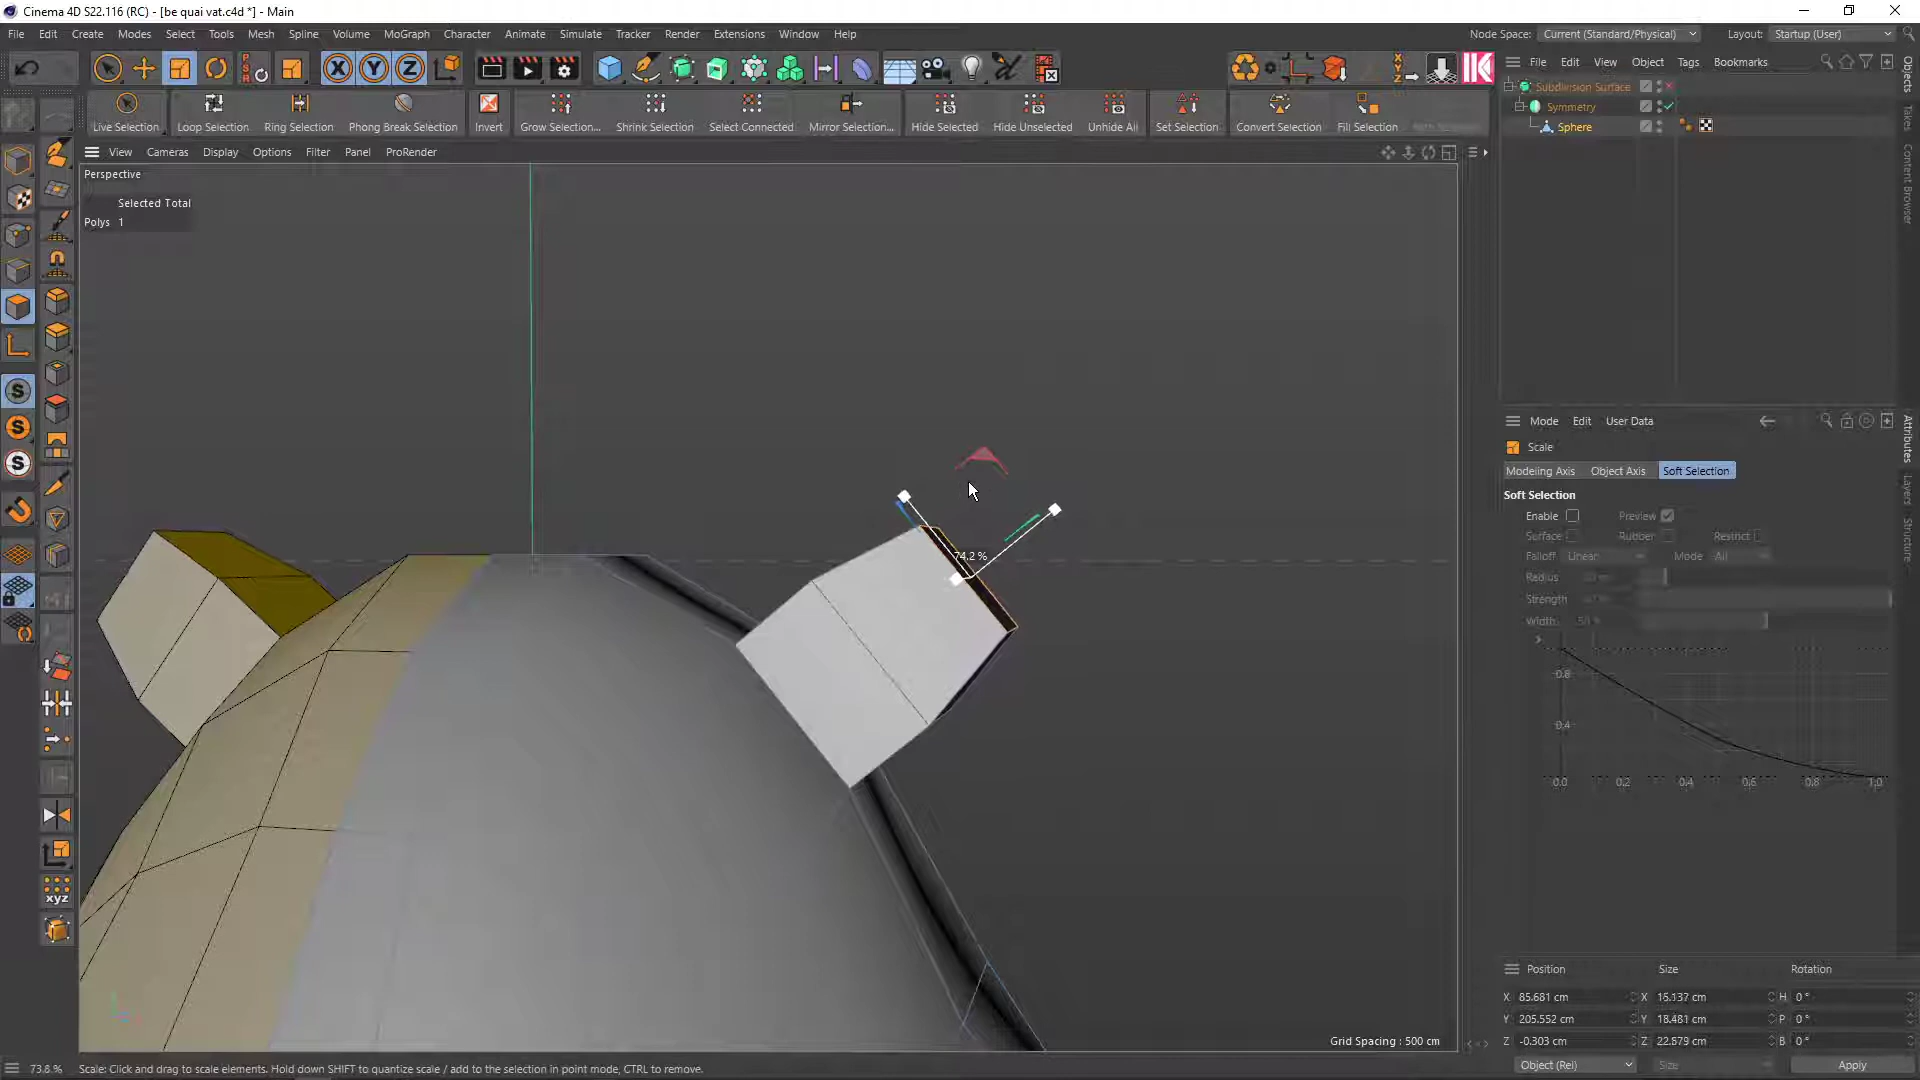 Cinema 4D S22.116 (RC) - [be quai vat.c4d *] - Main
File Edit Create Modes Select Tools Mesh Spline Volume MoGraph Character Animate Simulate Tracker Render Extensions Window Help
Node Space: Current (Standard/Physical) Layout: Startup (User)
File Edit View Object Tags Bookmarks
Live Selection Loop Selection Ring Selection Phong Break Selection Invert Grow Selection... Shrink Selection Select Connected Mirror Selection... Hide Selected Hide Unselected Unhide All Set Selection Convert Selection Fill Selection
View Cameras Display Options Filter Panel ProRender
Subdivision Surface
Symmetry
Sphere
Objects
Takes
Content Browser
Perspective
Selected Total
Polys 1
74.2 %
Mode Edit User Data
Scale
Modeling Axis Object Axis Soft Selection
Soft Selection
Enable Preview
Surface Rubber Restrict
Falloff Linear Mode All
Radius
Strength
Width
0.8
0.4
0.0 0.2 0.4 0.6 0.8 1.0
Attributes
Layers
Structure
xyz
Grid Spacing : 500 cm
Position Size Rotation
X 85.681 cm X 15.137 cm H 0 °
Y 205.552 cm Y 18.481 cm P 0 °
Z -0.303 cm Z 22.579 cm B 0 °
Object (Rel) Size Apply
73.8 % Scale: Click and drag to scale elements. Hold down SHIFT to quantize scale / add to the selection in point mode, CTRL to remove.